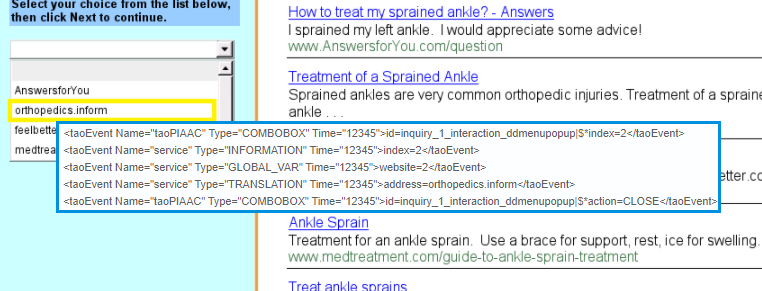 Select your choice from the list below,
then click Next to continue.
AnswersforYou
orthopedics.inform
feelbette
medtreat
How to treat my sprained ankle? - Answers
I sprained my left ankle. I would appreciate some advice!
www.AnswersforYou.com/question
Treatment of a Sprained Ankle
Sprained ankles are very common orthopedic injuries. Treatment of a spraine
ankle . . .
<taoEvent Name="taoPIAAC" Type="COMBOBOX" Time="12345">id=inquiry_1_interaction_ddmenupopup|$*index=2</taoEvent>
<taoEvent Name="service" Type="INFORMATION" Time="12345">index=2</taoEvent>
<taoEvent Name="service" Type="GLOBAL_VAR" Time="12345">website=2</taoEvent>
<taoEvent Name="service" Type="TRANSLATION" Time="12345">address=orthopedics.inform</taoEvent>
<taoEvent Name="taoPIAAC" Type="COMBOBOX" Time="12345">id=inquiry_1_interaction_ddmenupopup|$*action=CLOSE</taoEvent>
etter.co
Ankle Sprain
Treatment for an ankle sprain. Use a brace for support, rest, ice for swelling.
www.medtreatment.com/guide-to-ankle-sprain-treatment
Treat ankle sprains